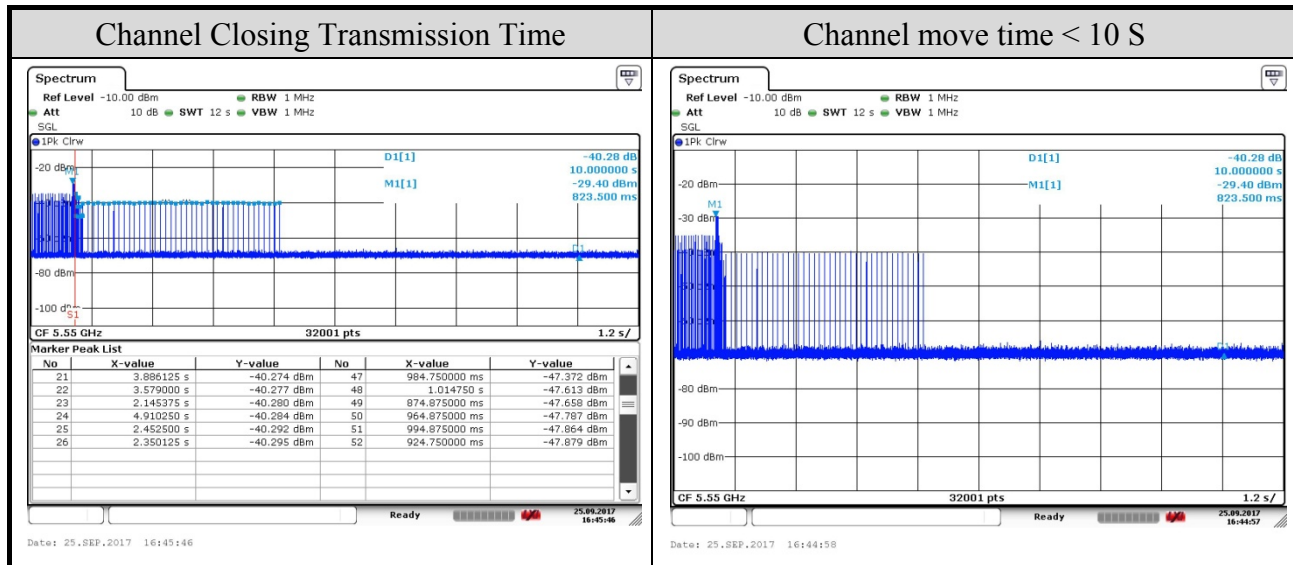 Channel Closing Transmission Time
Channel move time < 10 S
Spectrum
Ref Level -10.00 dBm RBW 1 MHz
Att 10 dB SWT 12 s VBW 1 MHz
SGL
1Pk Clrw
D1[1] -40.28 dB
10.000000 s
M1[1] -29.40 dBm
823.500 ms
-20 dBm
M1
D1
-80 dBm
S1
CF 5.55 GHz 32001 pts 1.2 s/
Marker Peak List
No X-value Y-value No X-value Y-value
21 3.886125 s -40.274 dBm 47 984.750000 ms -47.372 dBm
22 3.579000 s -40.277 dBm 48 1.014750 s -47.613 dBm
23 2.145375 s -40.280 dBm 49 874.875000 ms -47.658 dBm
24 4.910250 s -40.284 dBm 50 964.875000 ms -47.787 dBm
25 2.452500 s -40.292 dBm 51 994.875000 ms -47.864 dBm
26 2.350125 s -40.295 dBm 52 924.750000 ms -47.879 dBm
Ready 25.09.2017
16:45:46
Date: 25.SEP.2017 16:45:46
Spectrum
Ref Level -10.00 dBm RBW 1 MHz
Att 10 dB SWT 12 s VBW 1 MHz
SGL
1Pk Clrw
D1[1] -40.28 dB
10.000000 s
M1[1] -29.40 dBm
823.500 ms
-20 dBm
M1
-30 dBm
-80 dBm
-90 dBm
-100 dBm
CF 5.55 GHz 32001 pts 1.2 s/
Ready 25.09.2017
16:44:57
Date: 25.SEP.2017 16:44:58